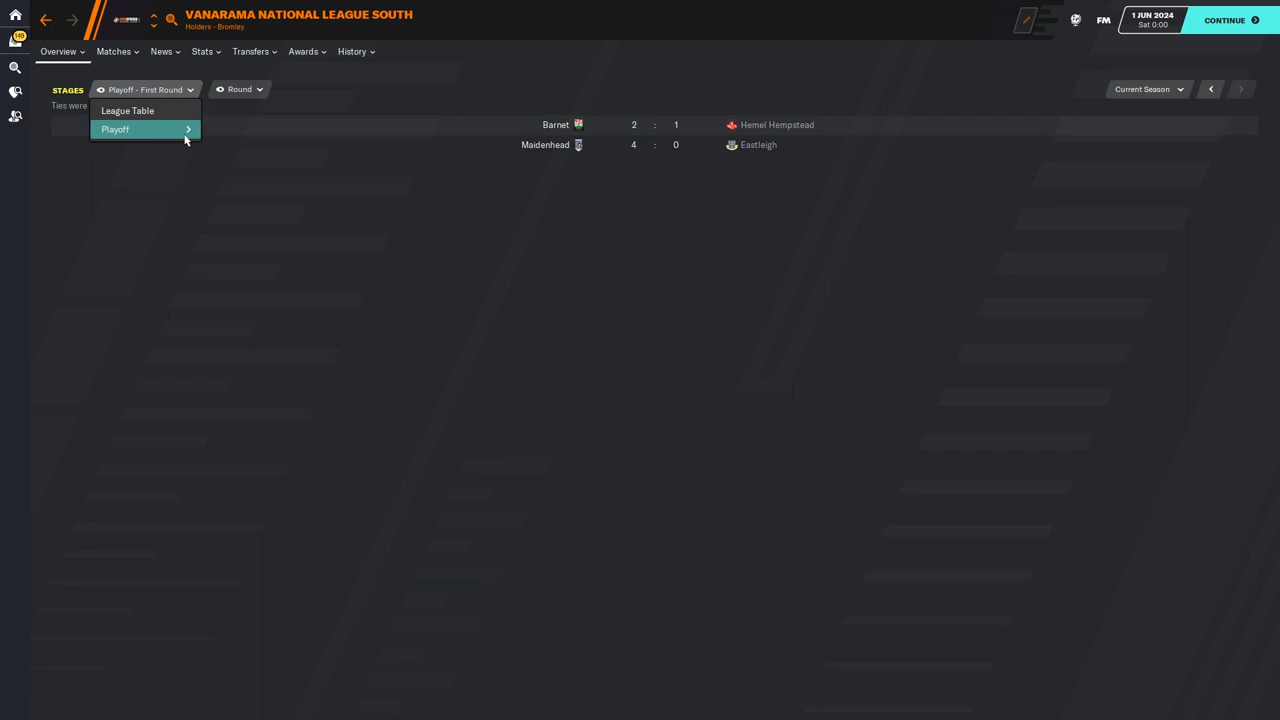 VANARAMA NATIONAL LEAGUE SOUTH
Holders - Bromley
FM
1 JUN 2024
Sat 0:00
CONTINUE
149
Overview
Matches
News
Stats
Transfers
Awards
History
STAGES
Playoff - First Round
Round
Current Season
Ties were
League Table
Playoff
Barnet 2 : 1 Hemel Hempstead
Maidenhead 4 : 0 Eastleigh